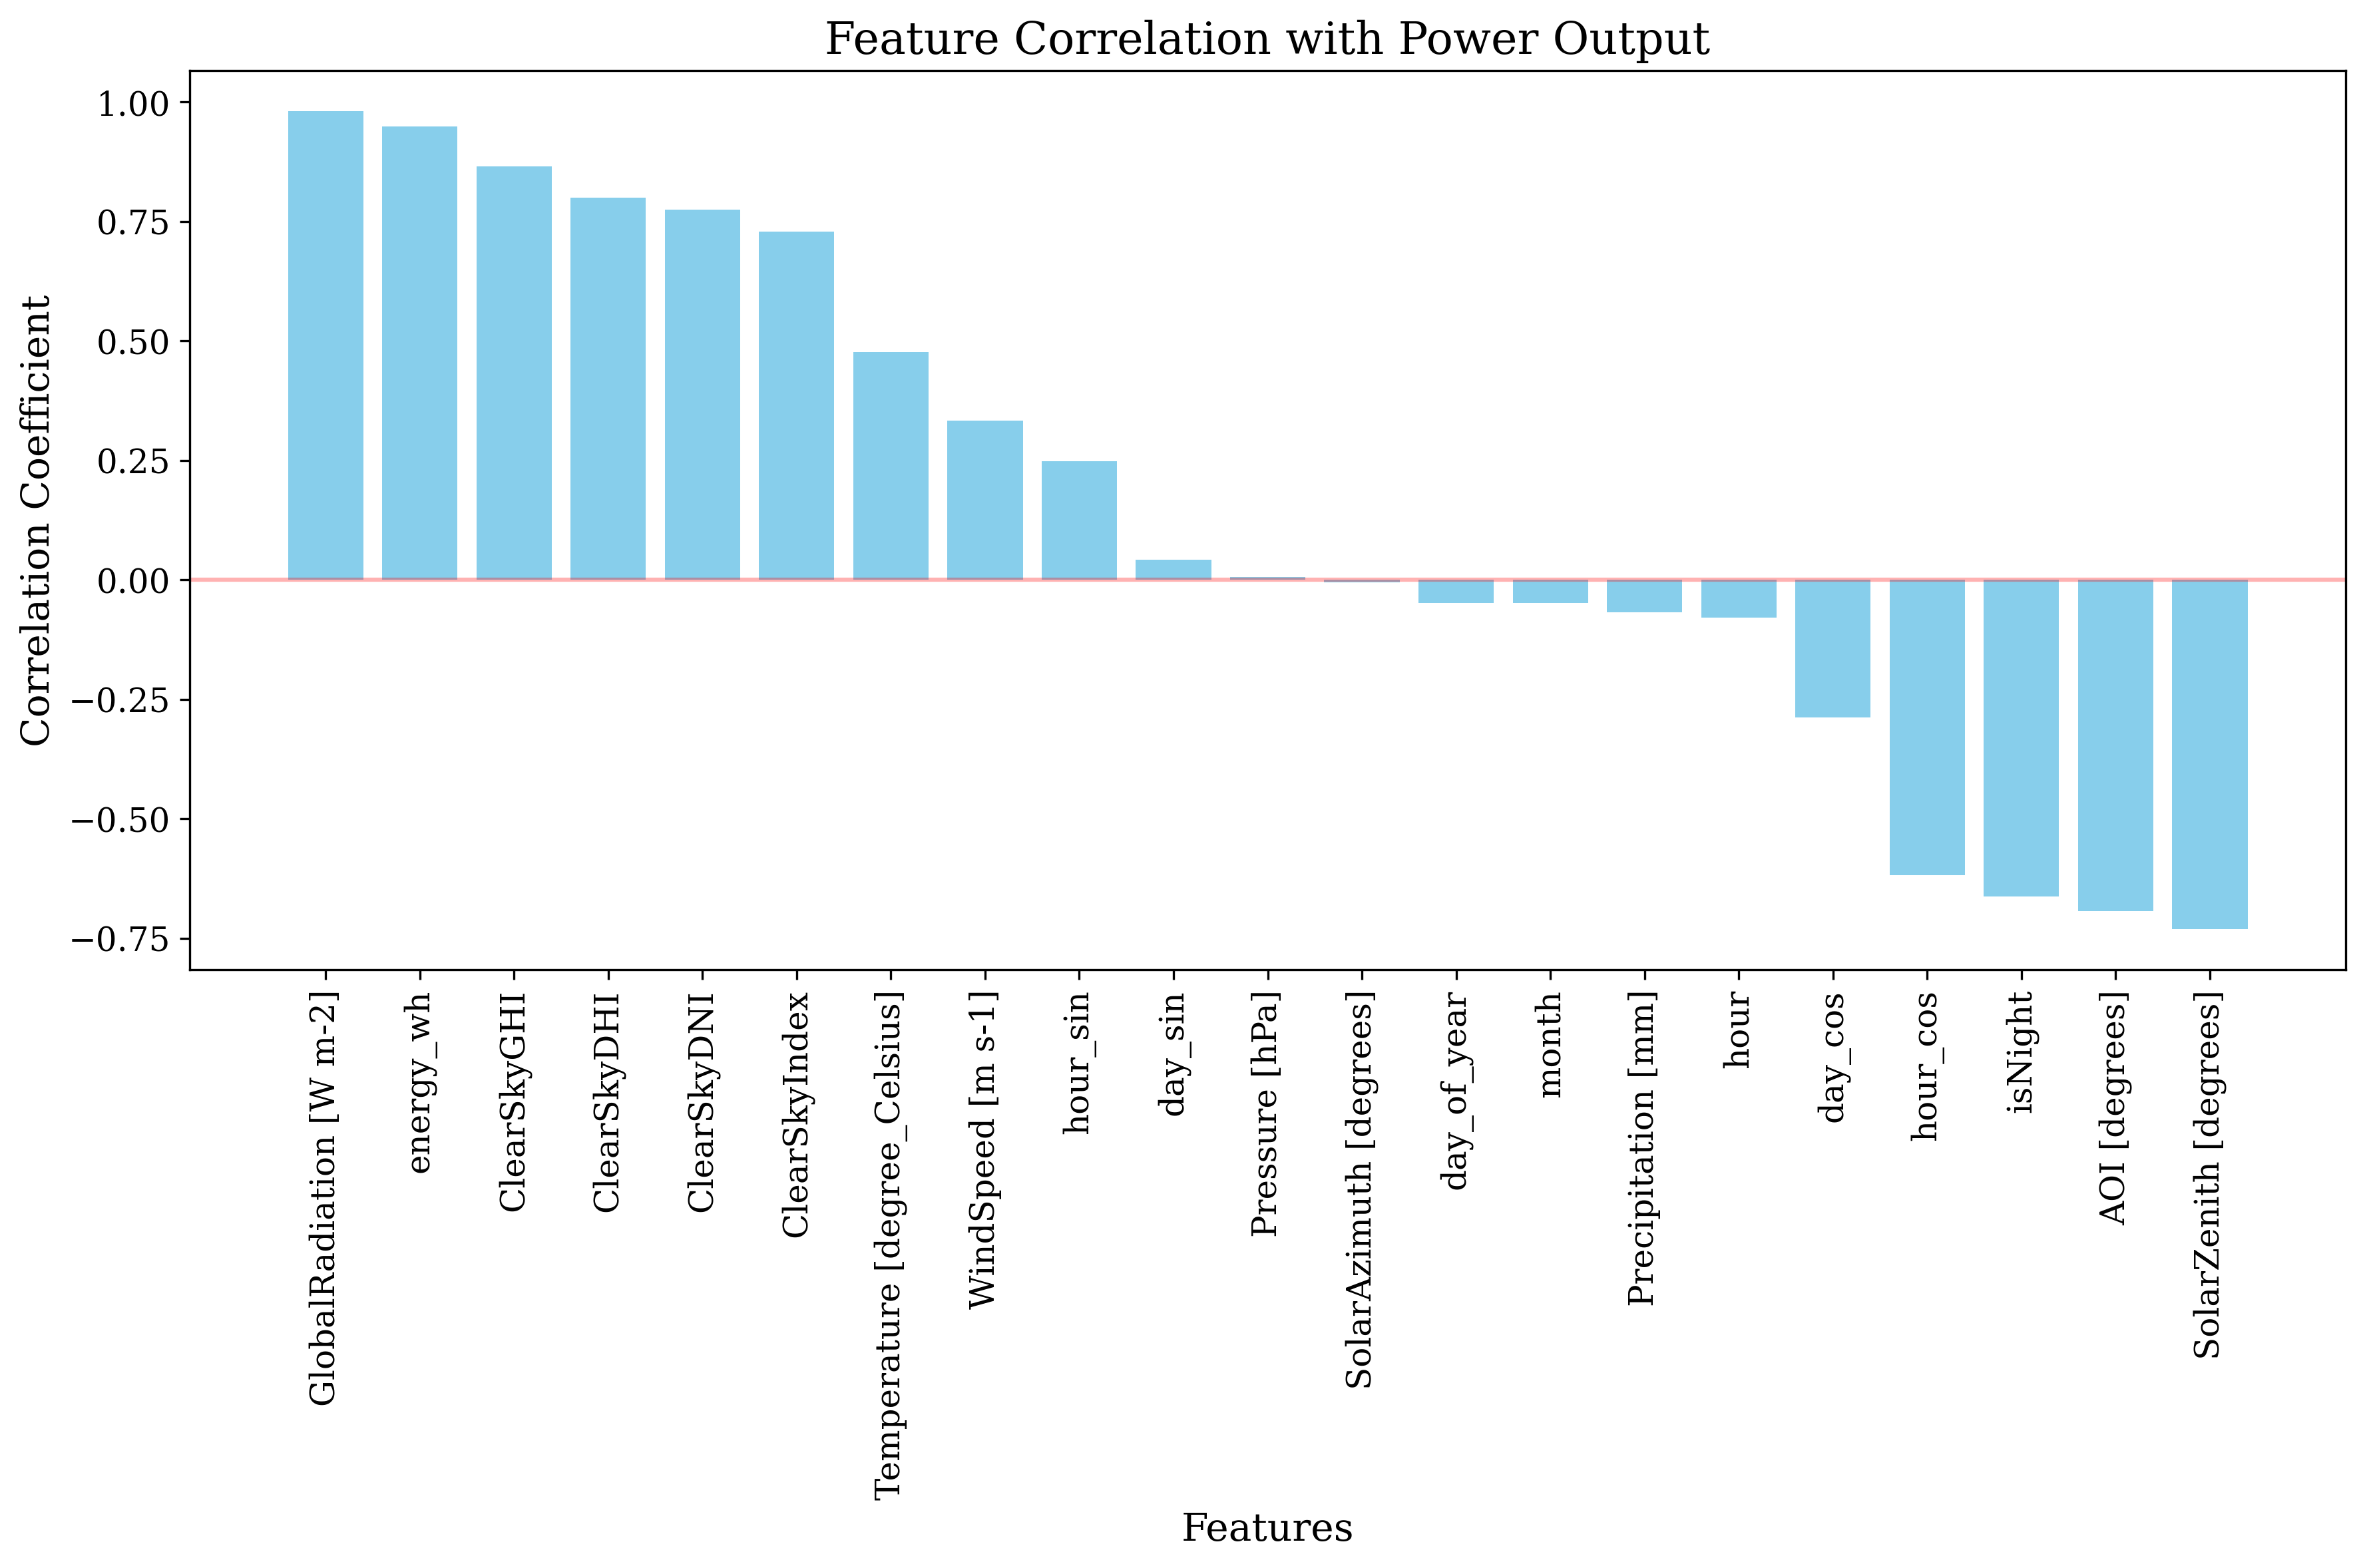 Feature Correlation with Power Output
Correlation Coefficient
1.00
0.75
0.50
0.25
0.00
−0.25
−0.50
−0.75
GlobalRadiation [W m-2]
energy_wh
ClearSkyGHI
ClearSkyDHI
ClearSkyDNI
ClearSkyIndex
Temperature [degree_Celsius]
WindSpeed [m s-1]
hour_sin
day_sin
Pressure [hPa]
SolarAzimuth [degrees]
day_of_year
month
Precipitation [mm]
hour
day_cos
hour_cos
isNight
AOI [degrees]
SolarZenith [degrees]
Features